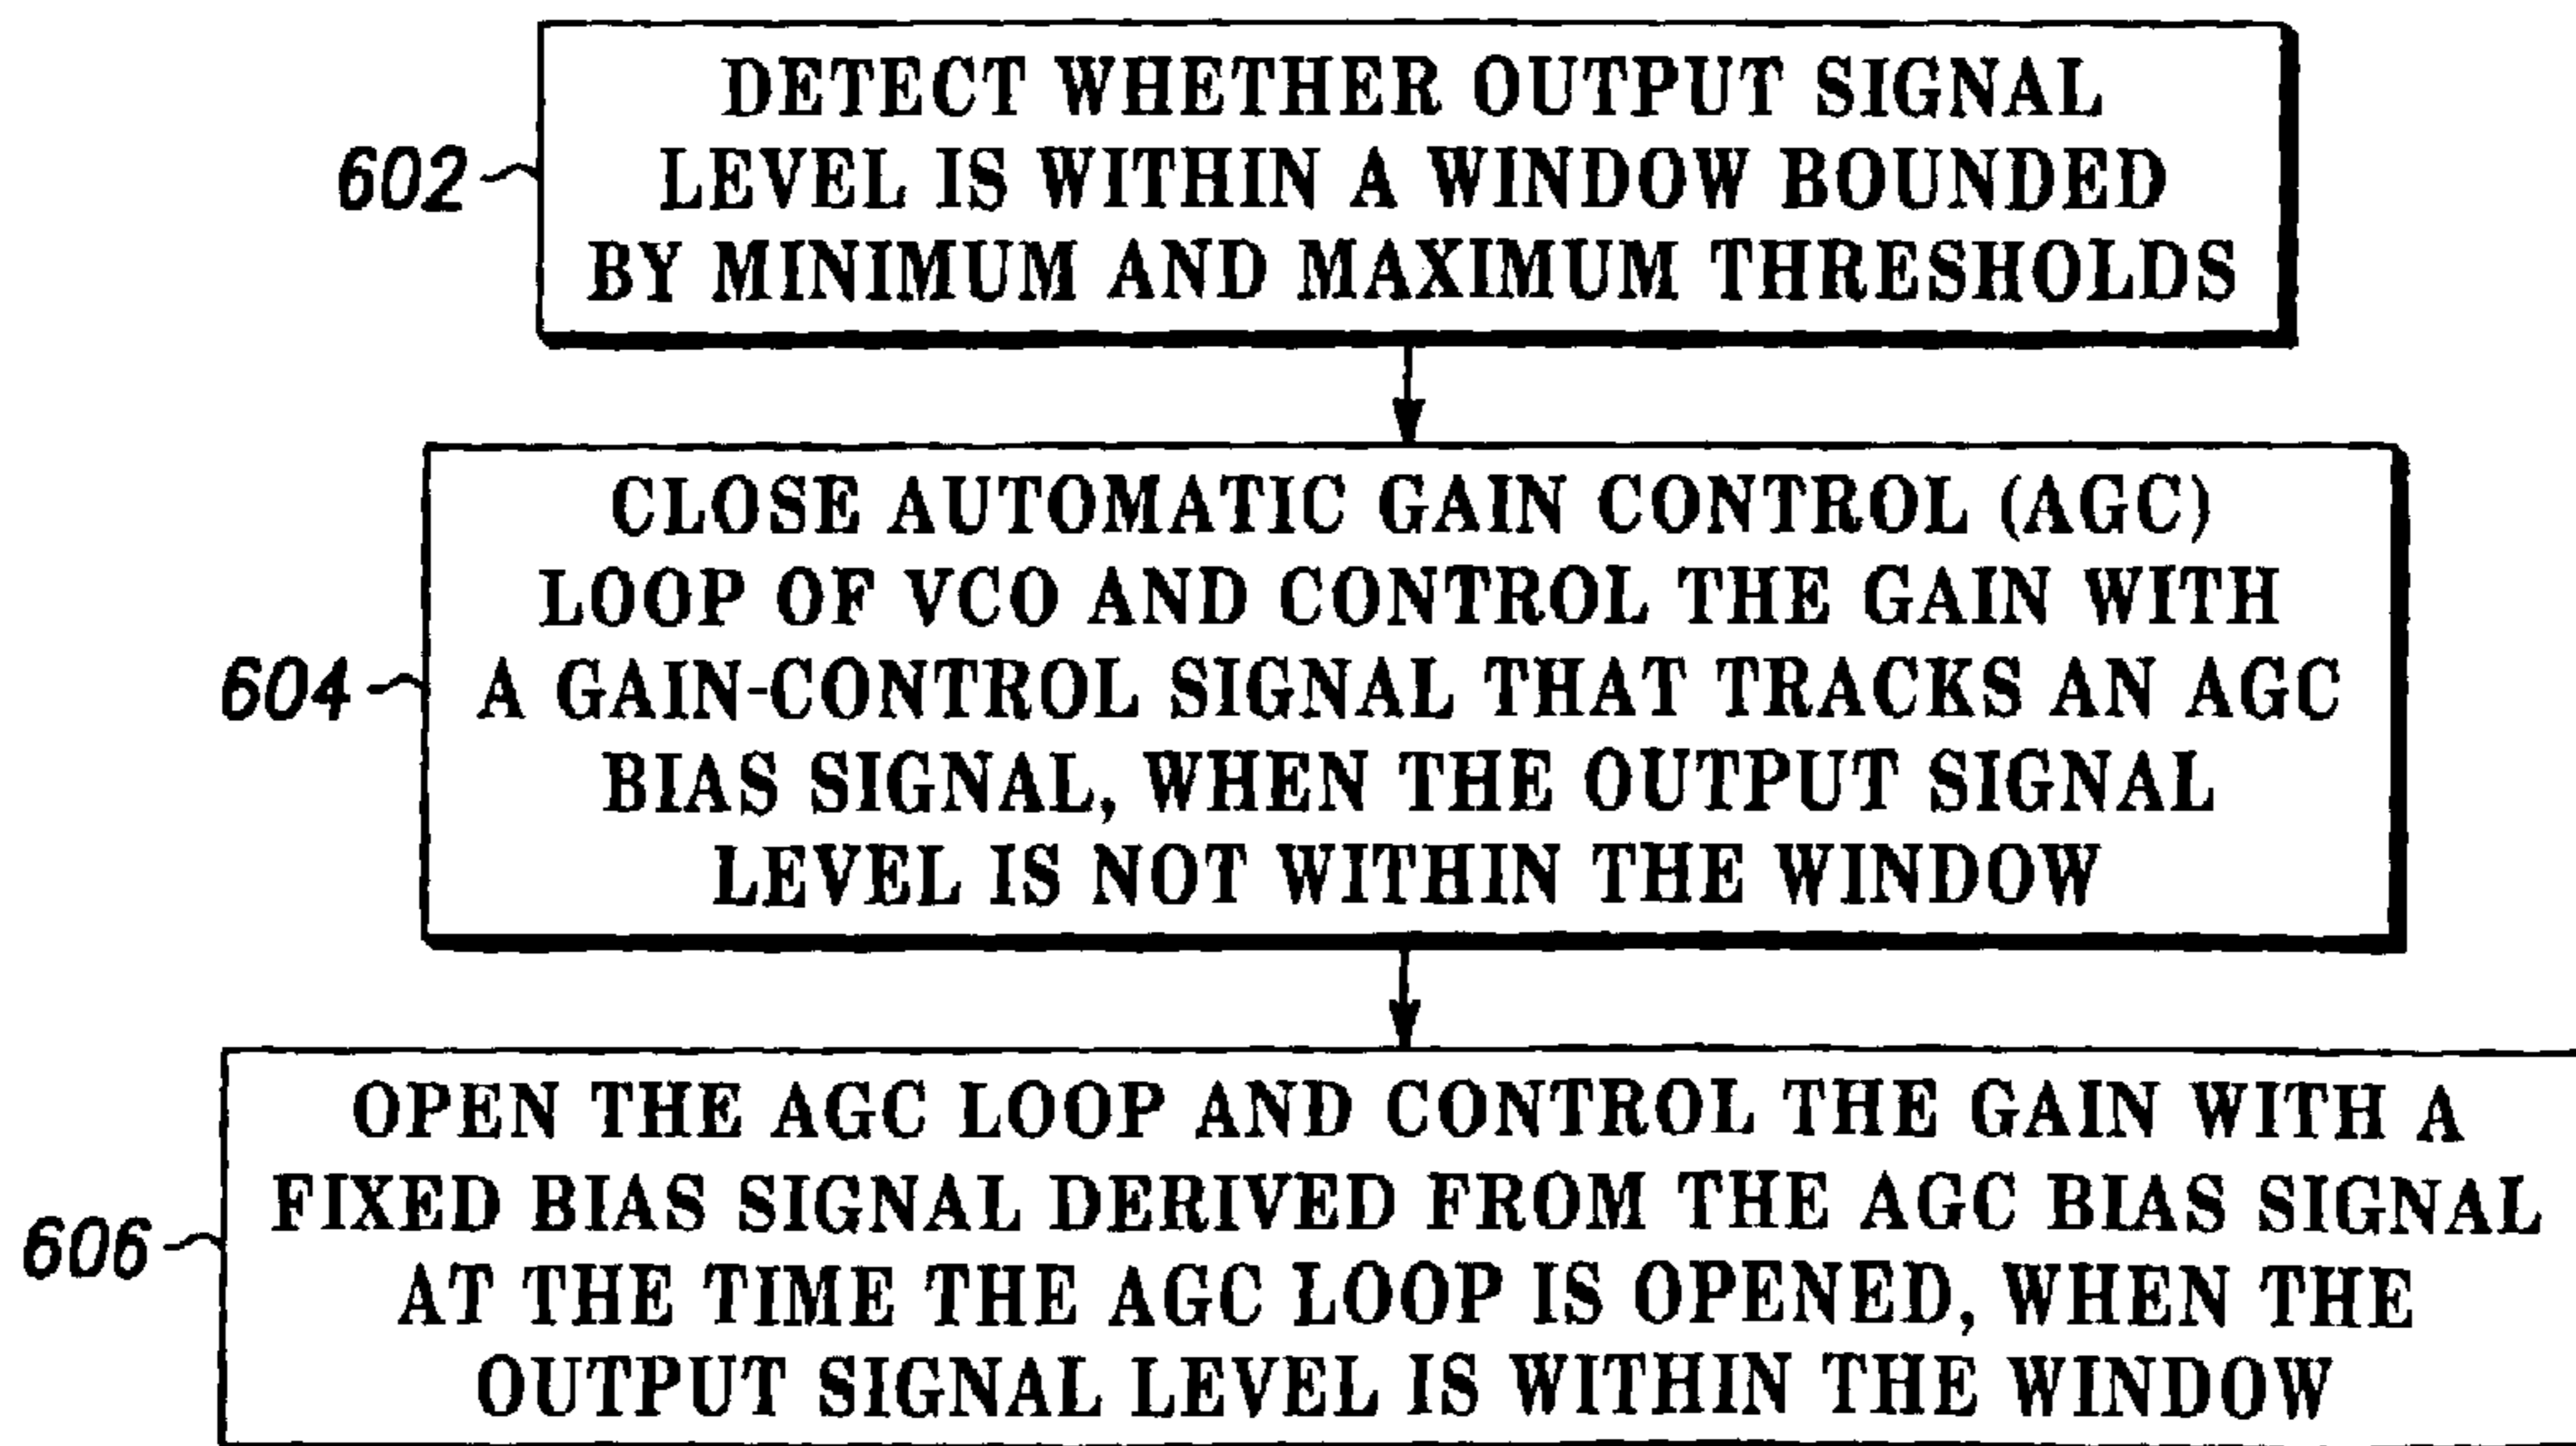 DETECT WHETHER OUTPUT SIGNAL
602
LEVEL IS WITHIN A WINDOW BOUNDED
BY MINIMUM AND MAXIMUM THRESHOLDS
CLOSE AUTOMATIC GAIN CONTROL (AGC)
LOOP OF VCO AND CONTROL THE GAIN WITH
604
A GAIN-CONTROL SIGNAL THAT TRACKS AN AGC
BIAS SIGNAL, WHEN THE OUTPUT SIGNAL
LEVEL IS NOT WITHIN THE WINDOW
OPEN THE AGC LOOP AND CONTROL THE GAIN WITH A
FIXED BIAS SIGNAL DERIVED FROM THE AGC BIAS SIGNAL
606
AT THE TIME THE AGC LOOP IS OPENED, WHEN THE
OUTPUT SIGNAL LEVEL IS WITHIN THE WINDOW